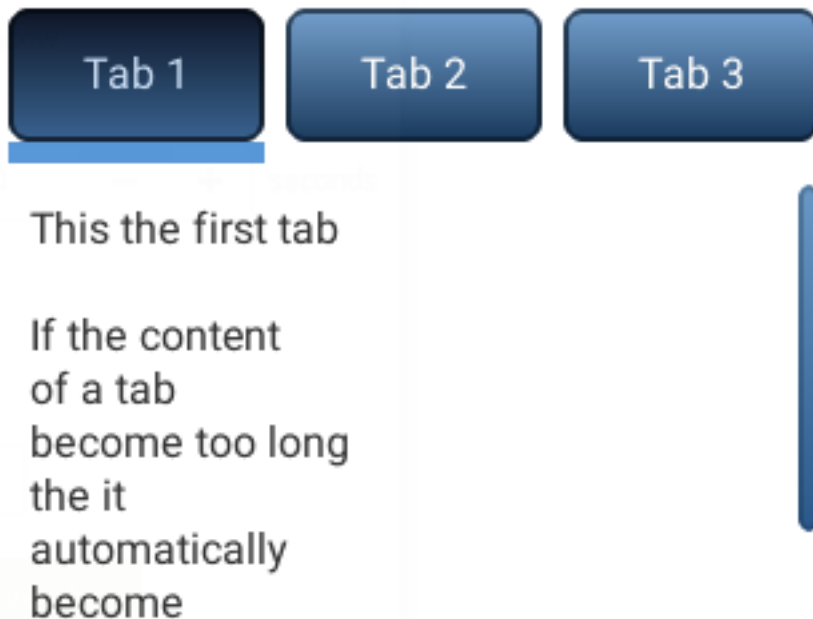 Tab 1 Tab 2 Tab 3
This the first tab
If the content
of a tab
become too long
the it
automatically
become